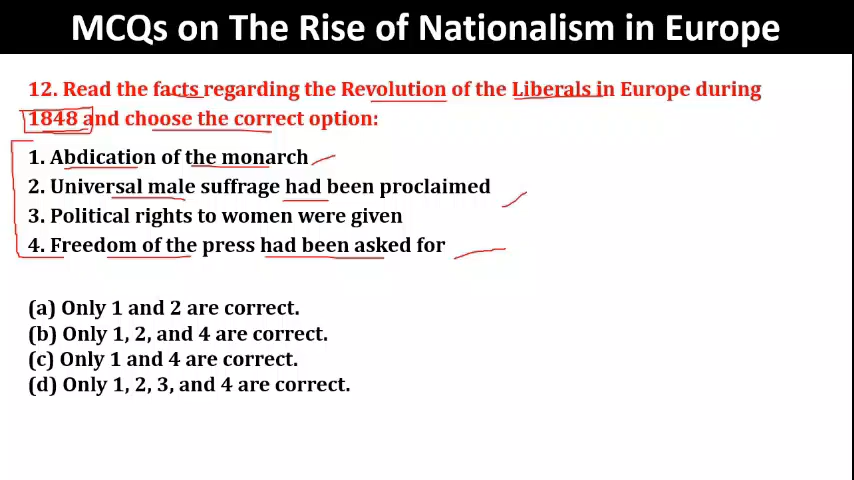 MCQs on The Rise of Nationalism in Europe
12. Read the facts regarding the Revolution of the Liberals in Europe during
1848 and choose the correct option:
1. Abdication of the monarch
2. Universal male suffrage had been proclaimed
3. Political rights to women were given
4. Freedom of the press had been asked for
(a) Only 1 and 2 are correct.
(b) Only 1, 2, and 4 are correct.
(c) Only 1 and 4 are correct.
(d) Only 1, 2, 3, and 4 are correct.